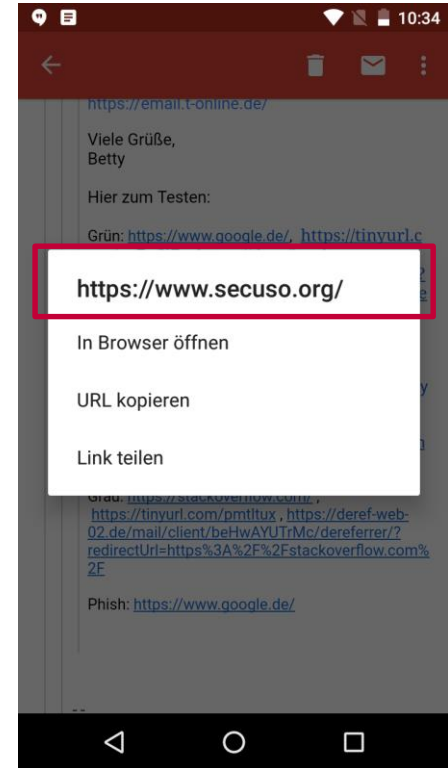 10:34
https://email.t-online.de/
Viele Grüße,
Betty
Hier zum Testen:
Grün: https://www.google.de/, https://tinyurl.c
https://www.secuso.org/
In Browser öffnen
URL kopieren
Link teilen
Grau: https://stackoverflow.com/ ,
https://tinyurl.com/pmtltux , https://deref-web-
02.de/mail/client/beHwAYUTrMc/dereferrer/?
redirectUrl=https%3A%2F%2Fstackoverflow.com%
2F
Phish: https://www.google.de/
--